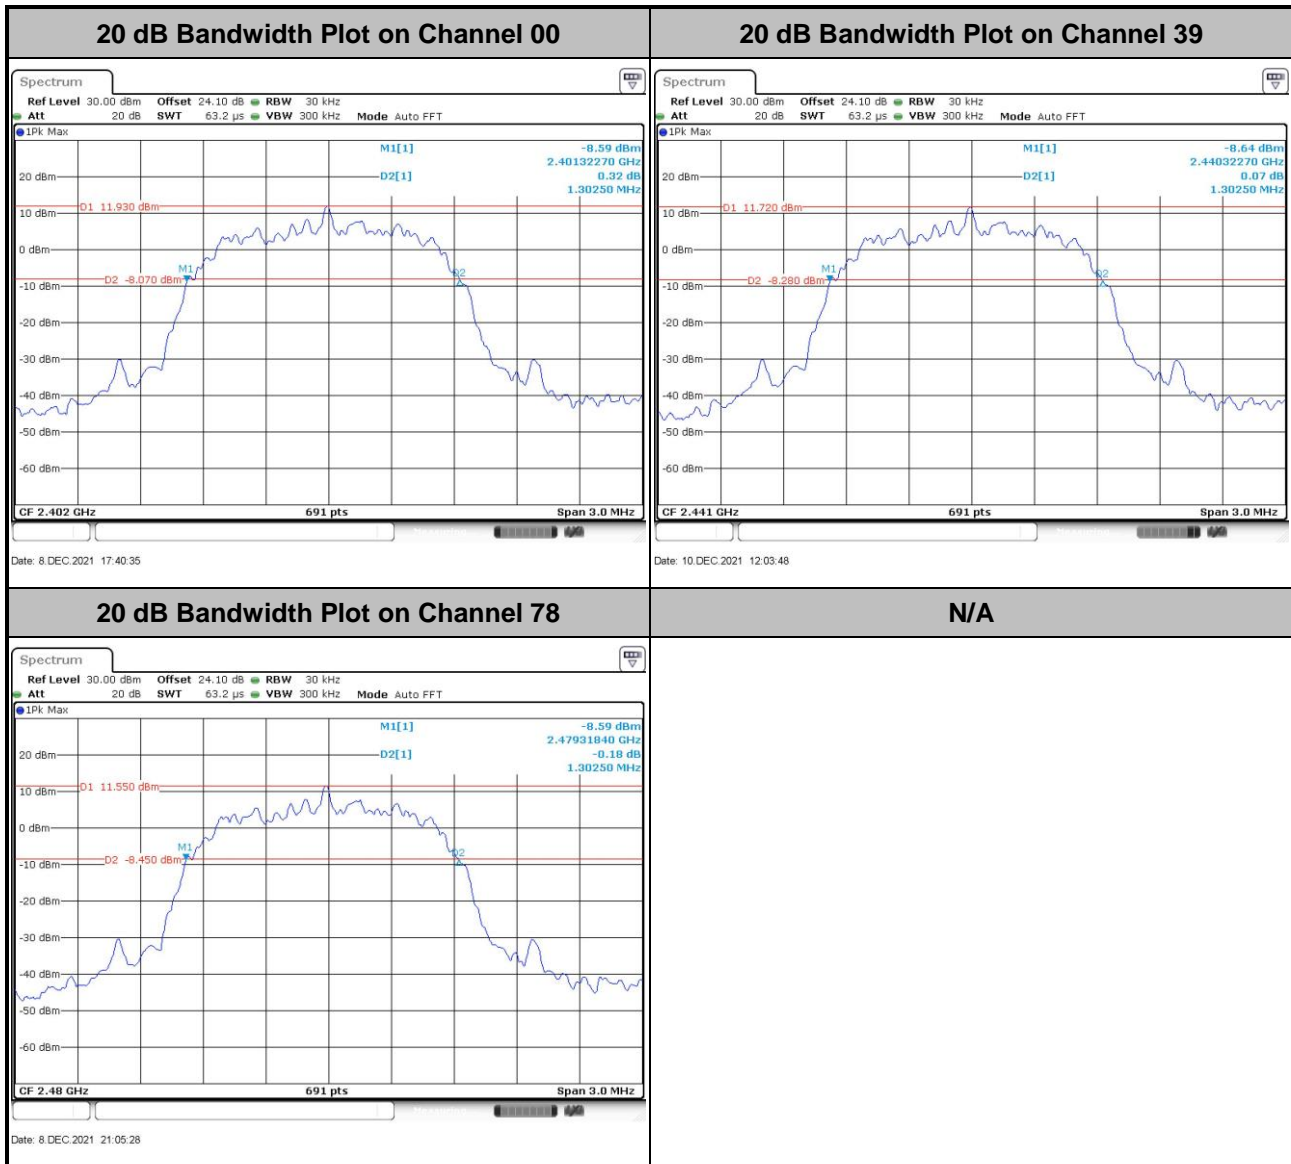 20 dB Bandwidth Plot on Channel 00
Spectrum
Ref Level 30.00 dBm Offset 24.10 dB RBW 30 kHz
Att 20 dB SWT 63.2 µs VBW 300 kHz Mode Auto FFT
1Pk Max
M1[1] -8.59 dBm
2.40132270 GHz
20 dBm D2[1] 0.32 dB
1.30250 MHz
D1 11.930 dBm
10 dBm
0 dBm
M1
D2 -8.070 dBm D2
-10 dBm
-20 dBm
-30 dBm
-40 dBm
-50 dBm
-60 dBm
CF 2.402 GHz 691 pts Span 3.0 MHz
Date: 8.DEC.2021 17:40:35
20 dB Bandwidth Plot on Channel 39
Spectrum
Ref Level 30.00 dBm Offset 24.10 dB RBW 30 kHz
Att 20 dB SWT 63.2 µs VBW 300 kHz Mode Auto FFT
1Pk Max
M1[1] -8.64 dBm
2.44032270 GHz
20 dBm D2[1] 0.07 dB
1.30250 MHz
D1 11.720 dBm
10 dBm
0 dBm
M1
D2 -8.280 dBm D2
-10 dBm
-20 dBm
-30 dBm
-40 dBm
-50 dBm
-60 dBm
CF 2.441 GHz 691 pts Span 3.0 MHz
Date: 10.DEC.2021 12:03:48
20 dB Bandwidth Plot on Channel 78
Spectrum
Ref Level 30.00 dBm Offset 24.10 dB RBW 30 kHz
Att 20 dB SWT 63.2 µs VBW 300 kHz Mode Auto FFT
1Pk Max
M1[1] -8.59 dBm
2.47931840 GHz
20 dBm D2[1] -0.18 dB
1.30250 MHz
D1 11.550 dBm
10 dBm
0 dBm
M1
D2 -8.450 dBm D2
-10 dBm
-20 dBm
-30 dBm
-40 dBm
-50 dBm
-60 dBm
CF 2.48 GHz 691 pts Span 3.0 MHz
Date: 8.DEC.2021 21:05:28
N/A